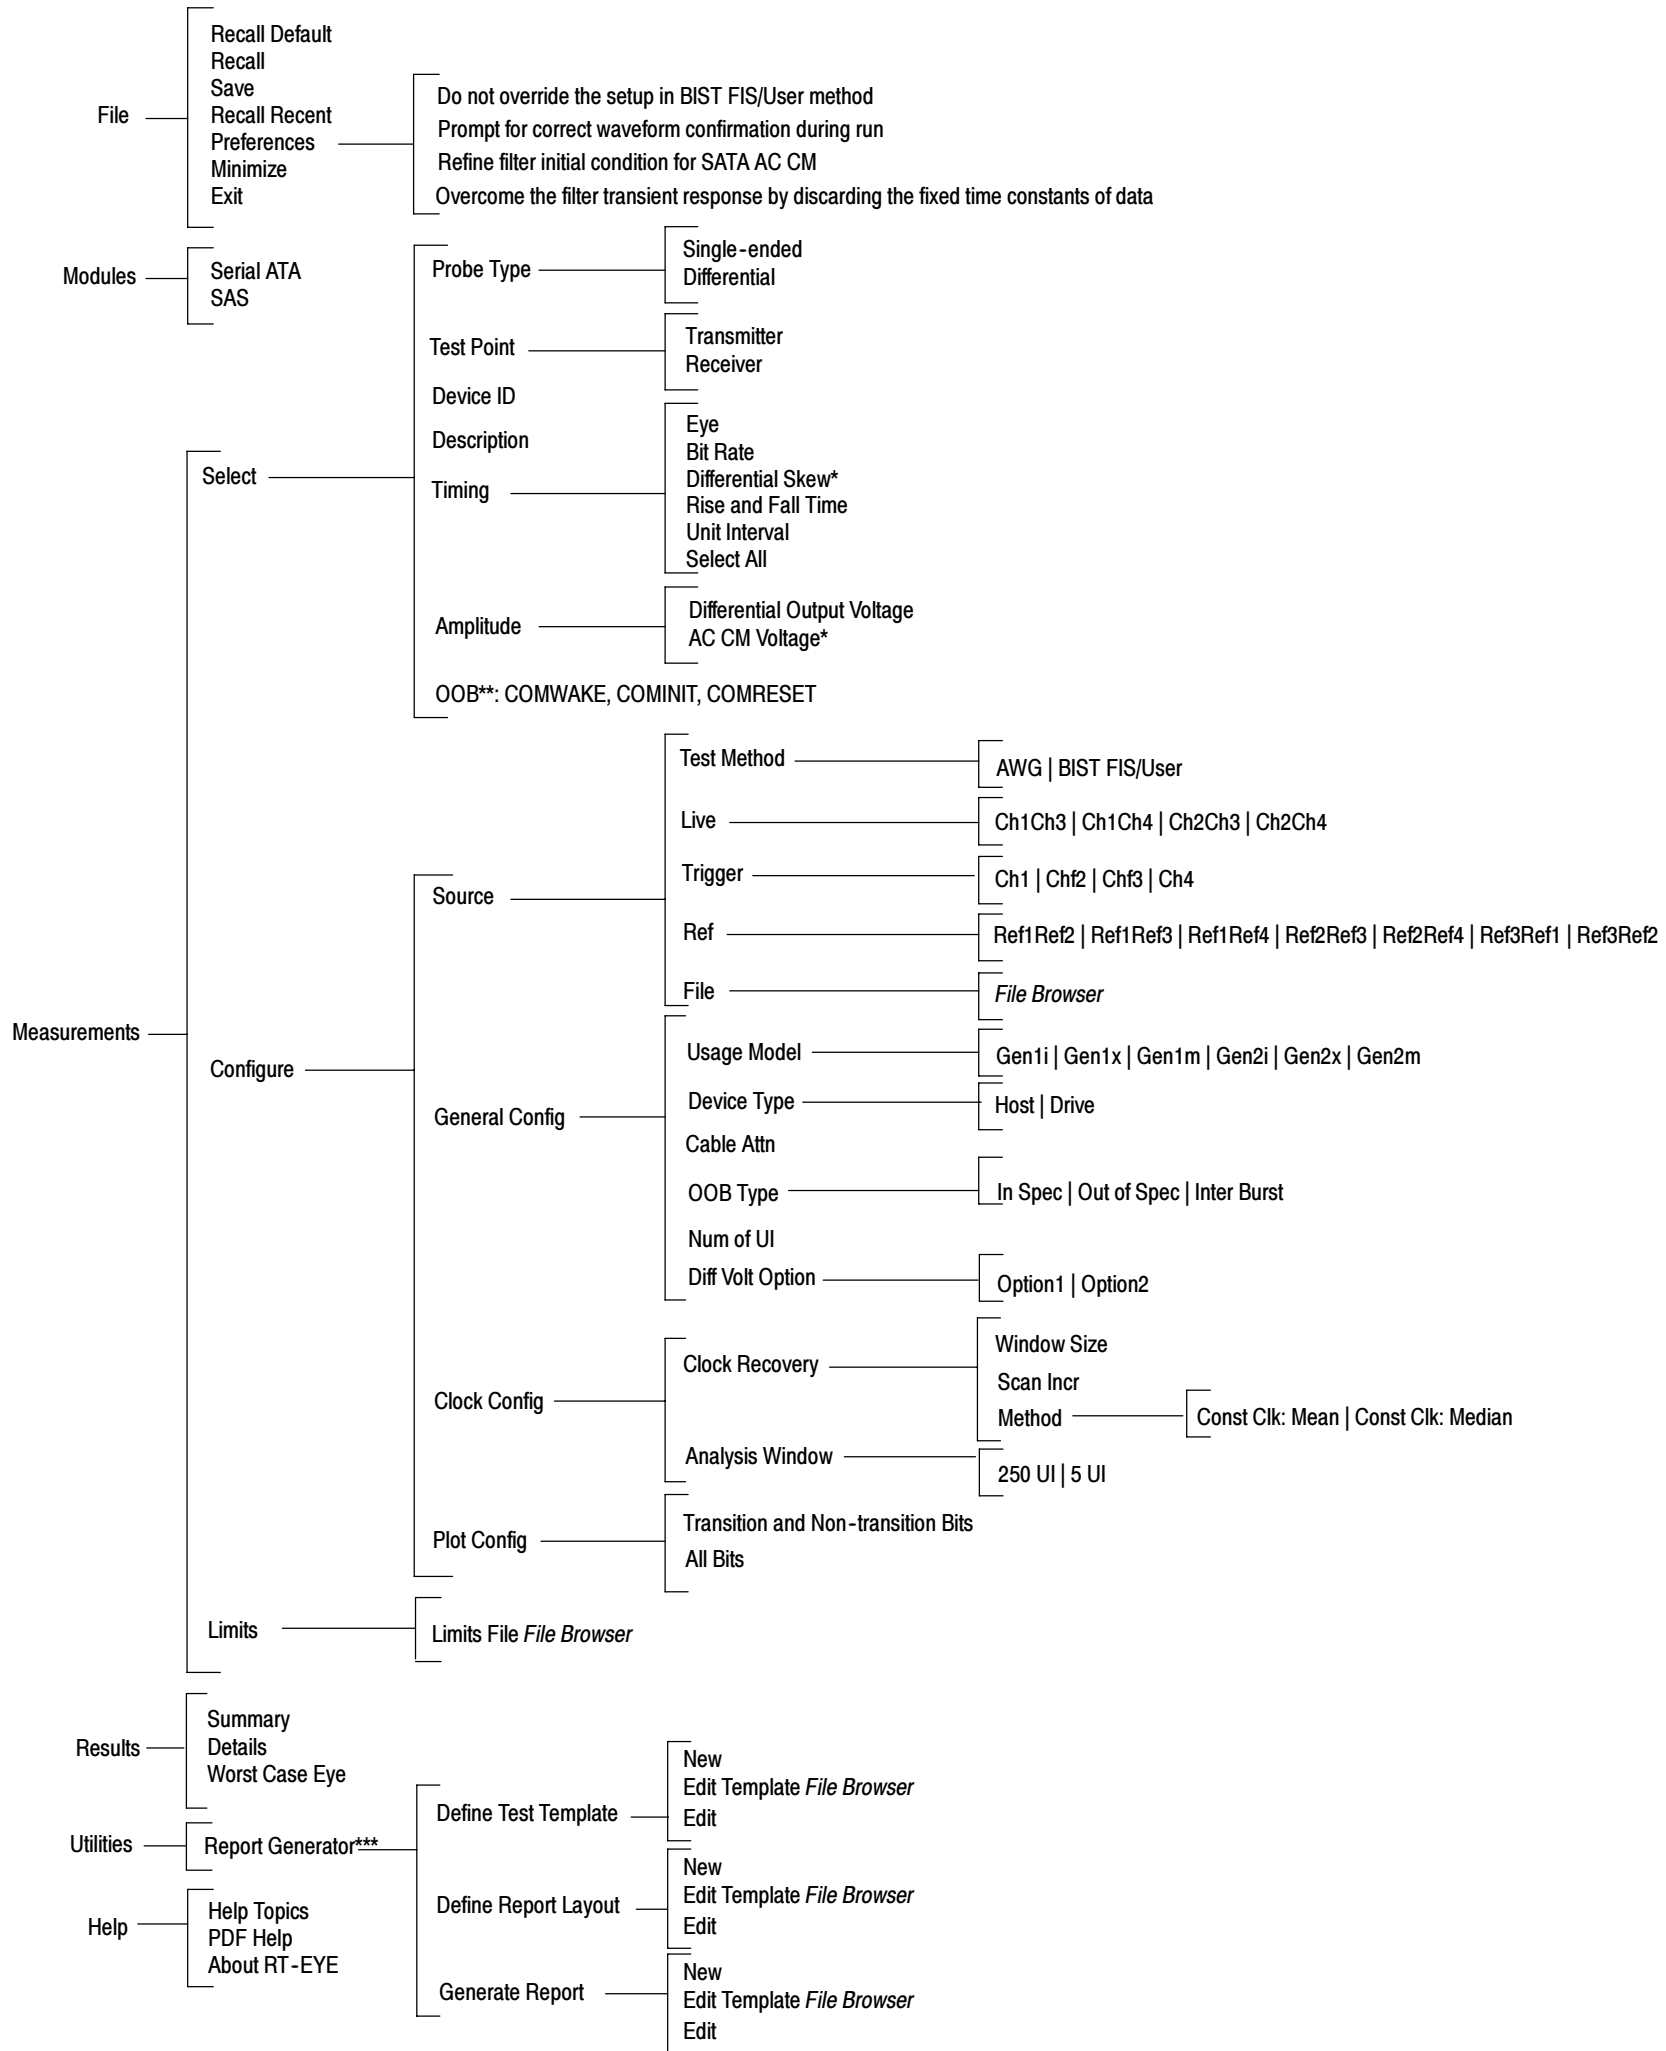 File
Recall Default
Recall
Save
Recall Recent
Preferences
Minimize
Exit
Do not override the setup in BIST FIS/User method
Prompt for correct waveform confirmation during run
Refine filter initial condition for SATA AC CM
Overcome the filter transient response by discarding the fixed time constants of data
Modules
Serial ATA
SAS
Measurements
Select
Probe Type
Single-ended
Differential
Test Point
Transmitter
Receiver
Device ID
Description
Timing
Eye
Bit Rate
Differential Skew*
Rise and Fall Time
Unit Interval
Select All
Amplitude
Differential Output Voltage
AC CM Voltage*
OOB**: COMWAKE, COMINIT, COMRESET
Configure
Source
Test Method
AWG | BIST FIS/User
Live
Ch1Ch3 | Ch1Ch4 | Ch2Ch3 | Ch2Ch4
Trigger
Ch1 | Chf2 | Chf3 | Ch4
Ref
Ref1Ref2 | Ref1Ref3 | Ref1Ref4 | Ref2Ref3 | Ref2Ref4 | Ref3Ref1 | Ref3Ref2
File
File Browser
General Config
Usage Model
Gen1i | Gen1x | Gen1m | Gen2i | Gen2x | Gen2m
Device Type
Host | Drive
Cable Attn
OOB Type
In Spec | Out of Spec | Inter Burst
Num of UI
Diff Volt Option
Option1 | Option2
Clock Config
Clock Recovery
Window Size
Scan Incr
Method
Const Clk: Mean | Const Clk: Median
Analysis Window
250 UI | 5 UI
Plot Config
Transition and Non-transition Bits
All Bits
Limits
Limits File File Browser
Results
Summary
Details
Worst Case Eye
Utilities
Report Generator***
Define Test Template
New
Edit Template File Browser
Edit
Define Report Layout
New
Edit Template File Browser
Edit
Generate Report
New
Edit Template File Browser
Edit
Help
Help Topics
PDF Help
About RT-EYE